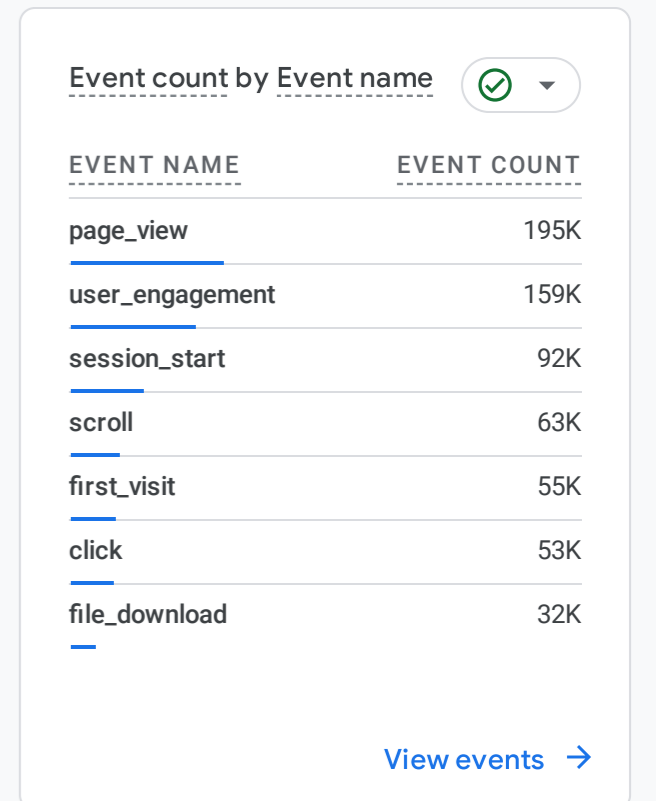 Event count by Event name
EVENT NAME EVENT COUNT
page_view 195K
user_engagement 159K
session_start 92K
scroll 63K
first_visit 55K
click 53K
file_download 32K
View events